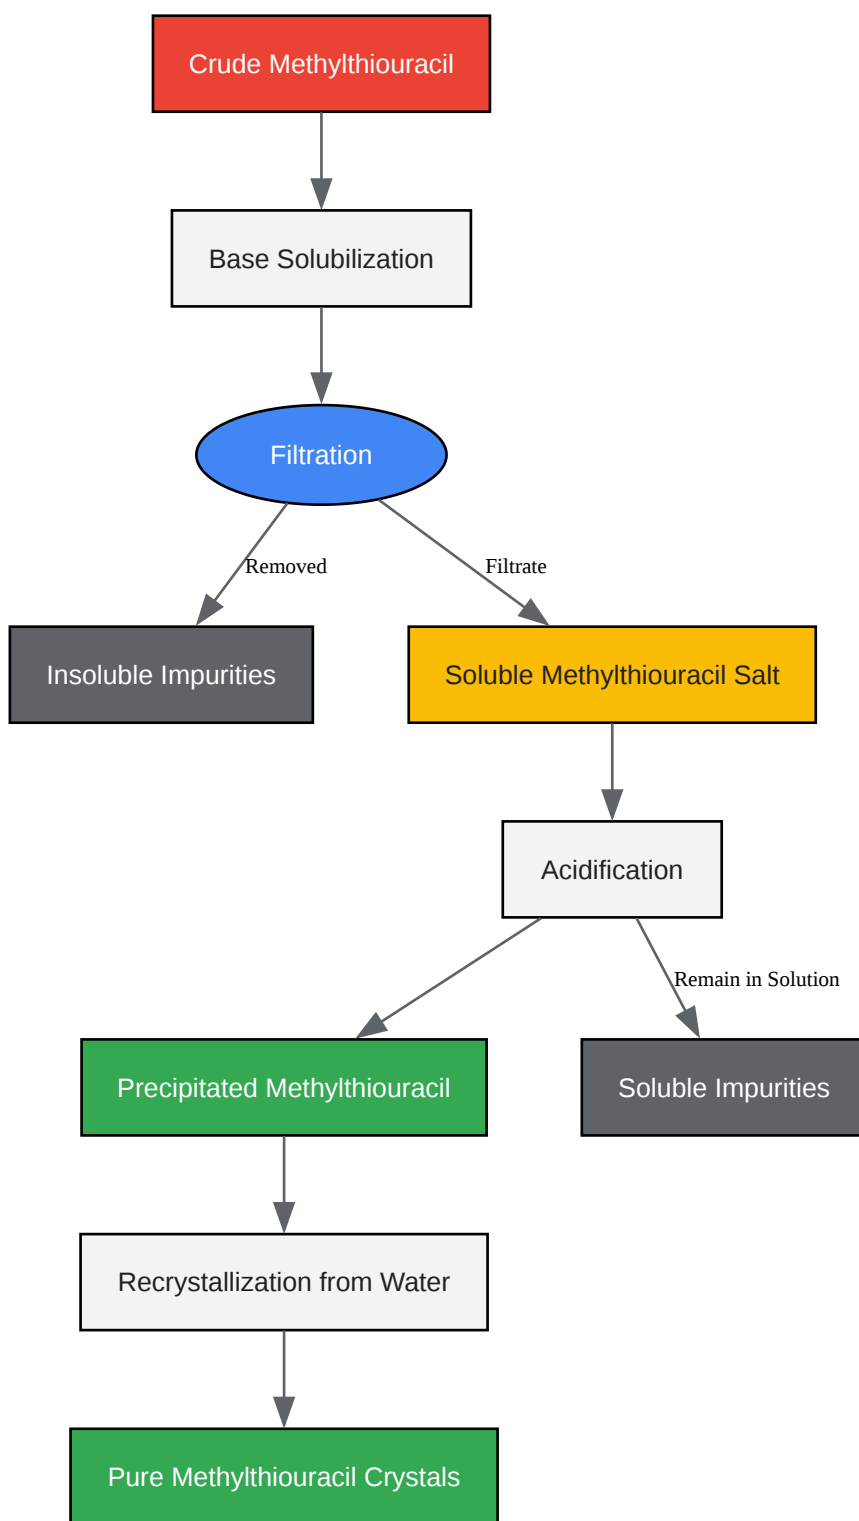 Crude Methylthiouracil
Base Solubilization
Filtration
Removed
Filtrate
Insoluble Impurities
Soluble Methylthiouracil Salt
Acidification
Remain in Solution
Precipitated Methylthiouracil
Soluble Impurities
Recrystallization from Water
Pure Methylthiouracil Crystals